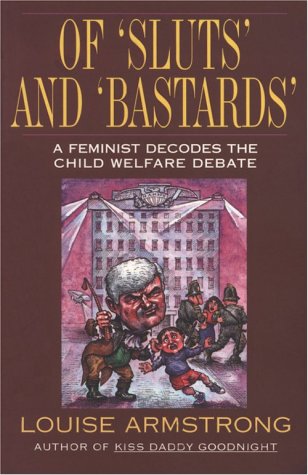 OF 'SLUTS'
AND 'BASTARDS'
A FEMINIST DECODES THE
CHILD WELFARE DEBATE
LOUISE ARMSTRONG
AUTHOR OF KISS DADDY GOODNIGHT